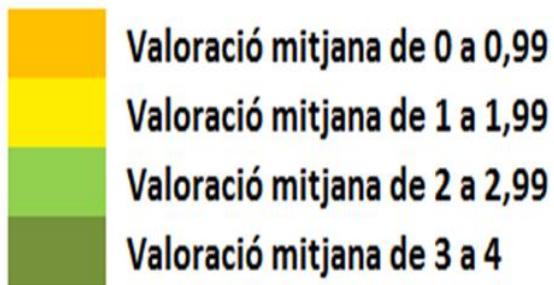 Valoració mitjana de 0 a 0,99
Valoració mitjana de 1 a 1,99
Valoració mitjana de 2 a 2,99
Valoració mitjana de 3 a 4